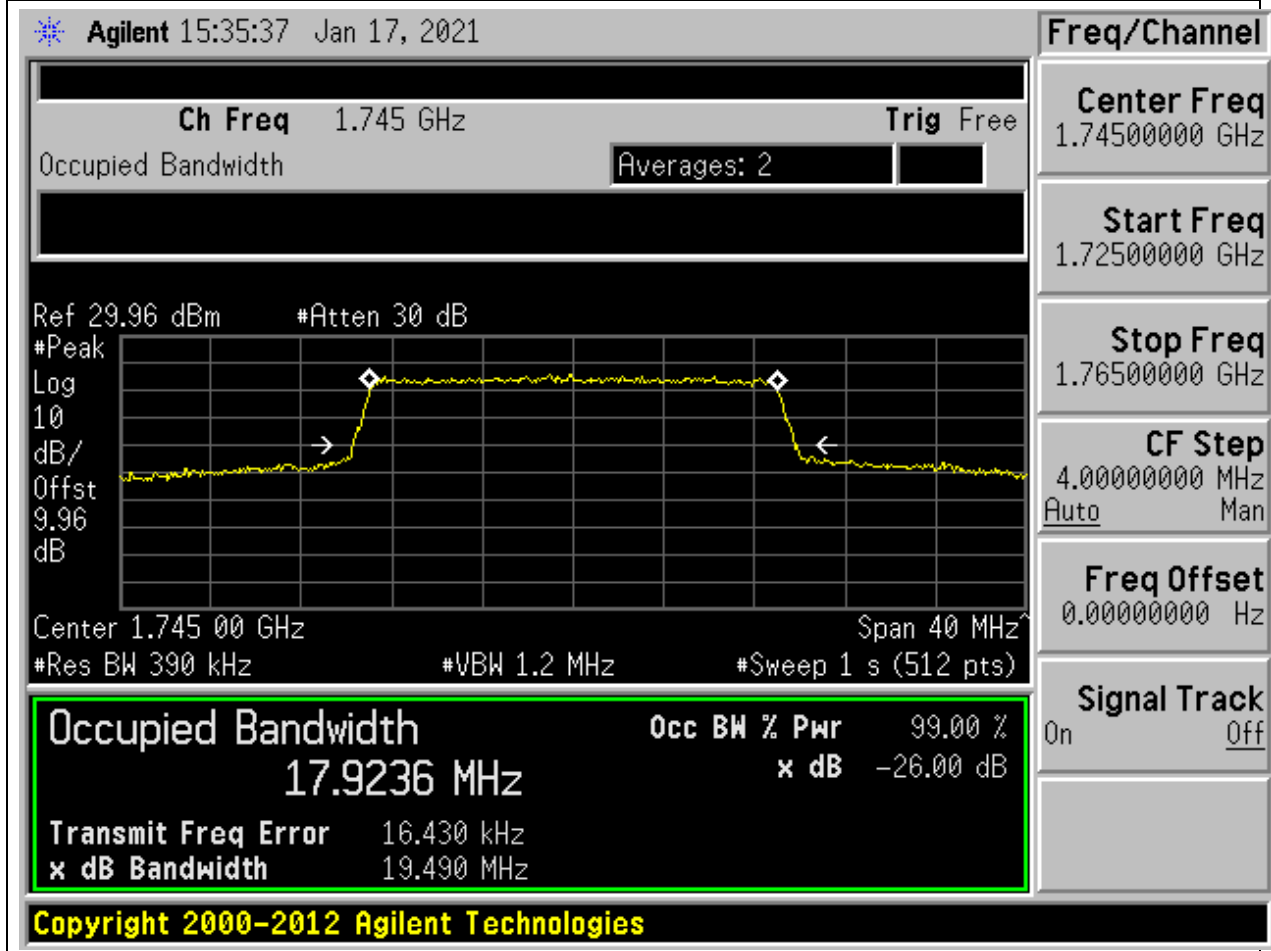 Agilent 15:35:37 Jan 17, 2021
Freq/Channel
Ch Freq 1.745 GHz
Trig Free
Occupied Bandwidth
Averages: 2
Ref 29.96 dBm #Atten 30 dB
#Peak
Log
10
dB/
Offst
9.96
dB
Center 1.745 00 GHz
Span 40 MHz^
#Res BW 390 kHz #VBW 1.2 MHz #Sweep 1 s (512 pts)
Occupied Bandwidth
17.9236 MHz
Occ BW % Pwr 99.00 %
x dB -26.00 dB
Transmit Freq Error 16.430 kHz
x dB Bandwidth 19.490 MHz
Center Freq
1.74500000 GHz
Start Freq
1.72500000 GHz
Stop Freq
1.76500000 GHz
CF Step
4.00000000 MHz
Auto Man
Freq Offset
0.00000000 Hz
Signal Track
On Off
Copyright 2000-2012 Agilent Technologies